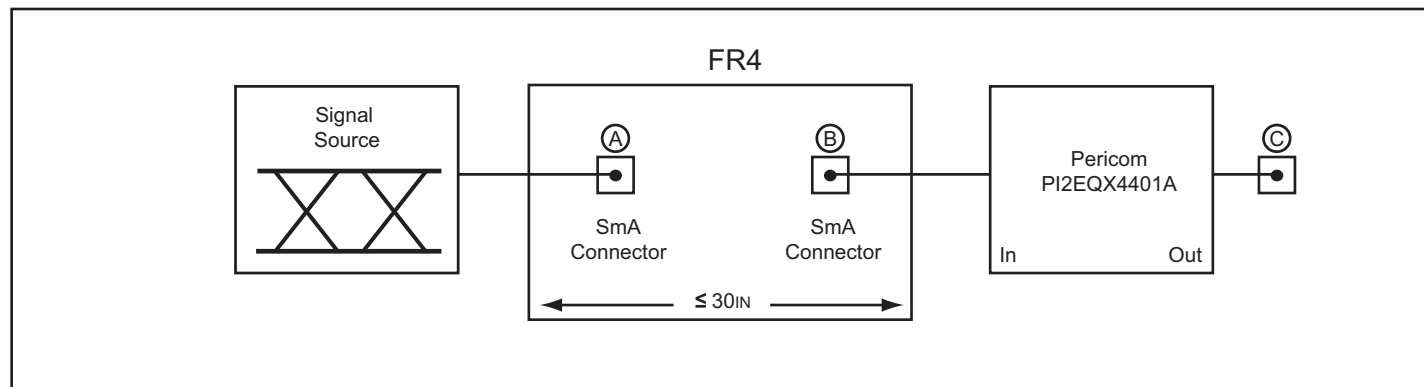 FR4
Signal
Source
A
B
C
Pericom
PI2EQX4401A
SmA
Connector
SmA
Connector
In
Out
≤ 30IN